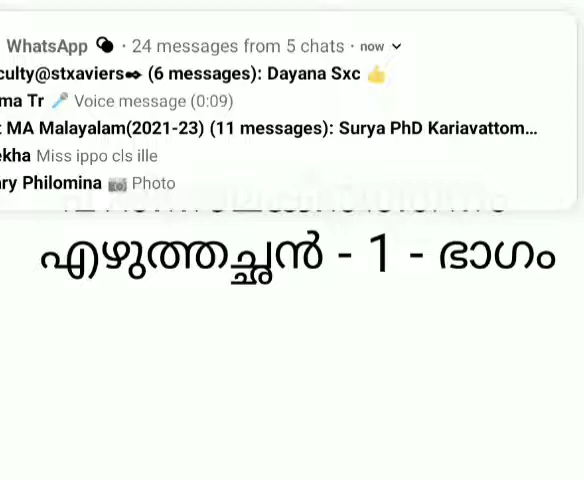 WhatsApp · 24 messages from 5 chats · now
culty@stxaviers✒ (6 messages): Dayana Sxc 👍
ma Tr 🎤 Voice message (0:09)
MA Malayalam(2021-23) (11 messages): Surya PhD Kariavattom...
ekha Miss ippo cls ille
ry Philomina 📷 Photo
എഴുത്തച്ഛൻ - 1 - ഭാഗം